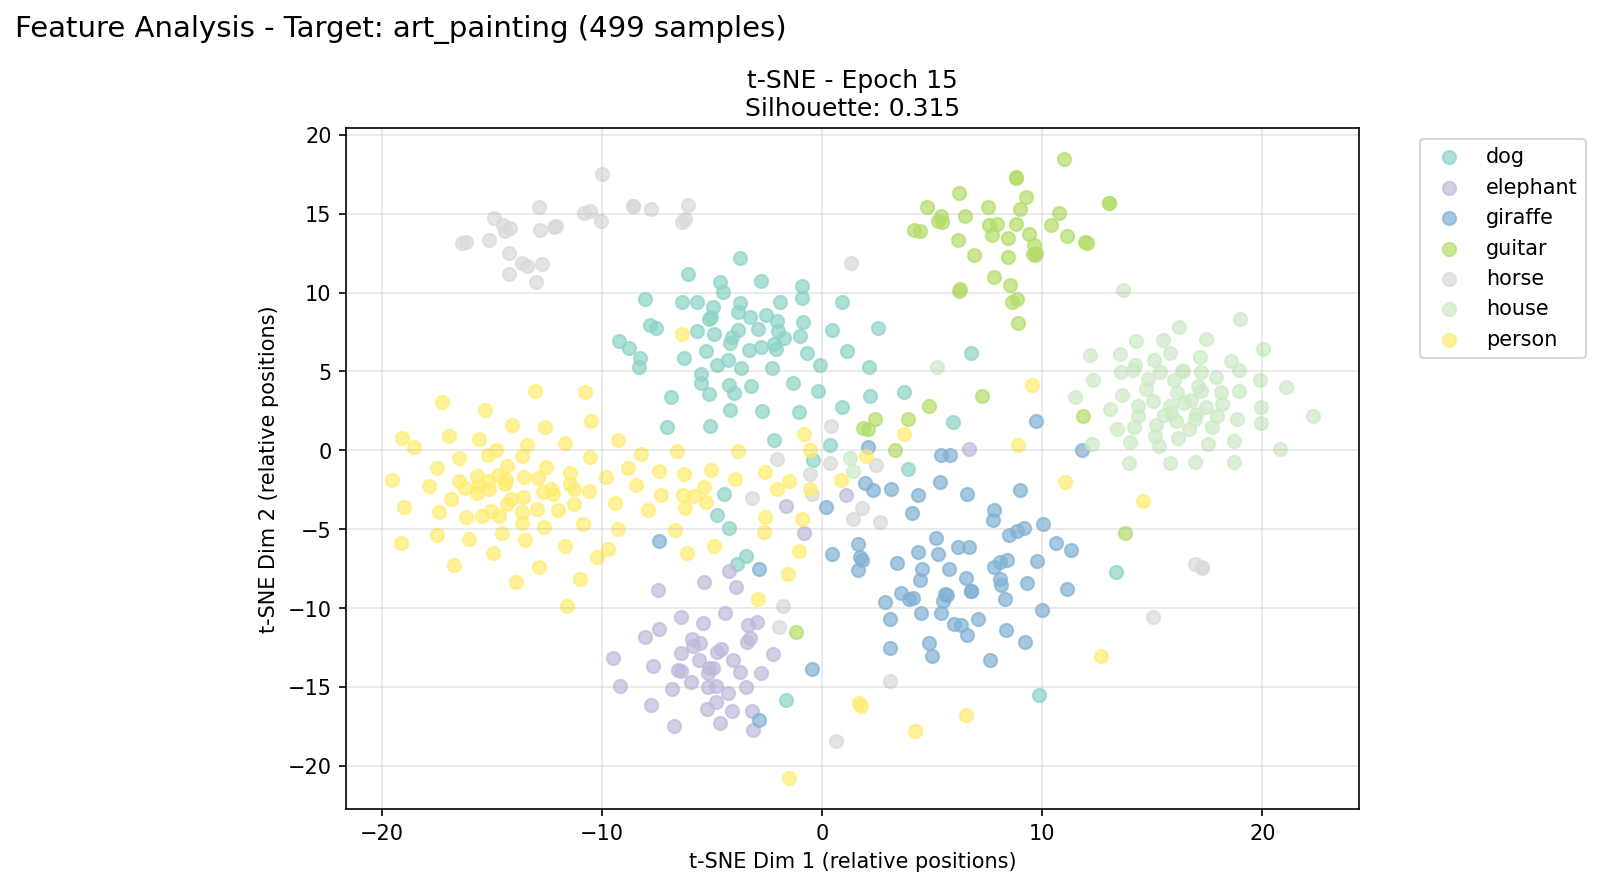 Feature Analysis - Target: art_painting (499 samples)
t-SNE - Epoch 15
Silhouette: 0.315
20
15
10
5
0
−5
−10
−15
−20
t-SNE Dim 2 (relative positions)
−20
−10
0
10
20
t-SNE Dim 1 (relative positions)
dog
elephant
giraffe
guitar
horse
house
person